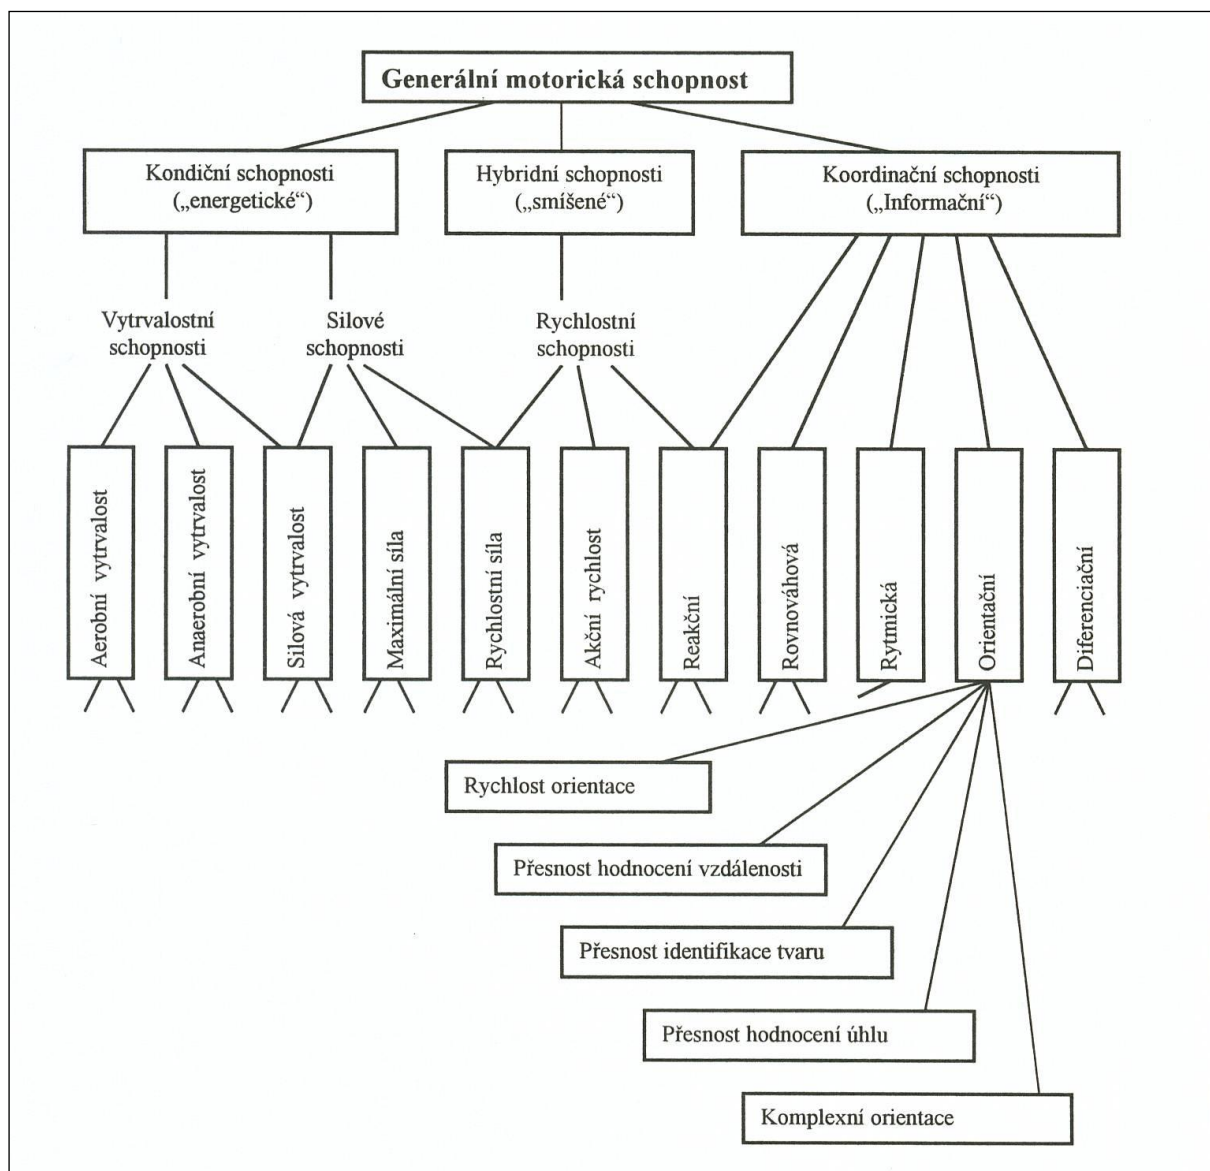 Generální motorická schopnost
Kondiční schopnosti
(„energetické“)
Hybridní schopnosti
(„smíšené“)
Koordinační schopnosti
(„Informační“)
Vytrvalostní
schopnosti
Silové
schopnosti
Rychlostní
schopnosti
Aerobní vytrvalost
Anaerobní vytrvalost
Silová vytrvalost
Maximální síla
Rychlostní síla
Akční rychlost
Reakční
Rovnováhová
Rytmická
Orientační
Diferenciační
Rychlost orientace
Přesnost hodnocení vzdálenosti
Přesnost identifikace tvaru
Přesnost hodnocení úhlu
Komplexní orientace